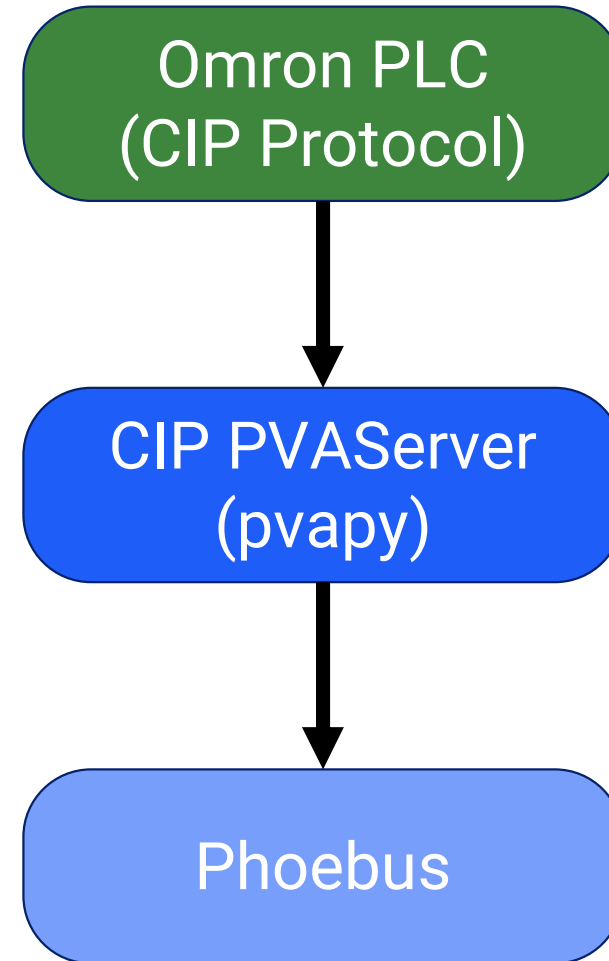 Omron PLC
(CIP Protocol)
CIP PVAServer
(pvapy)
Phoebus